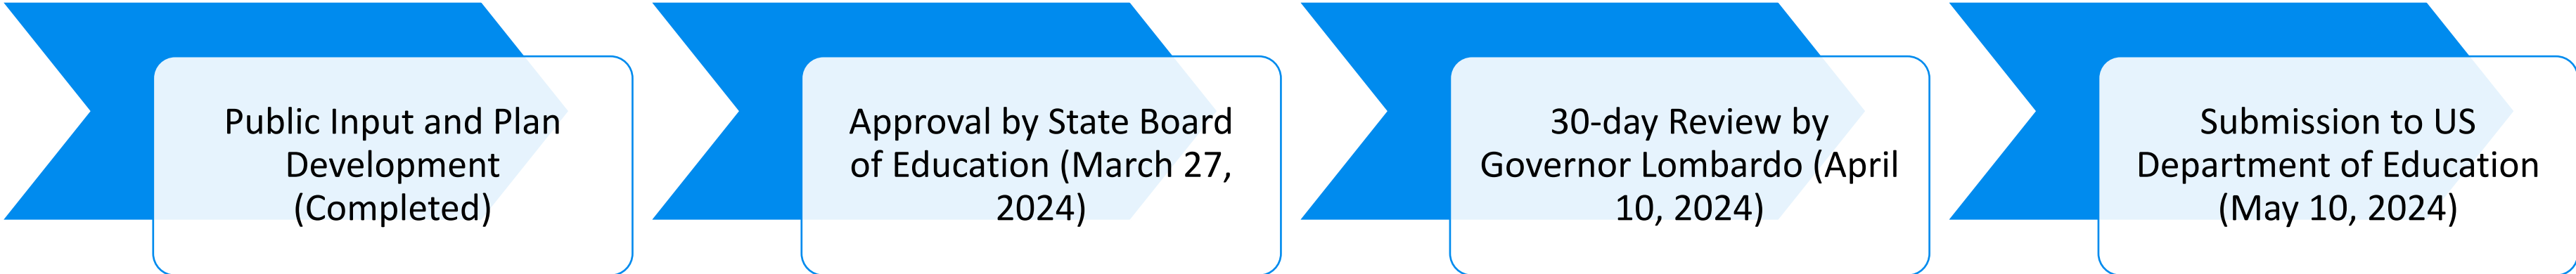 Public Input and Plan
Development
(Completed)
Approval by State Board
of Education (March 27,
2024)
30-day Review by
Governor Lombardo (April
10, 2024)
Submission to US
Department of Education
(May 10, 2024)